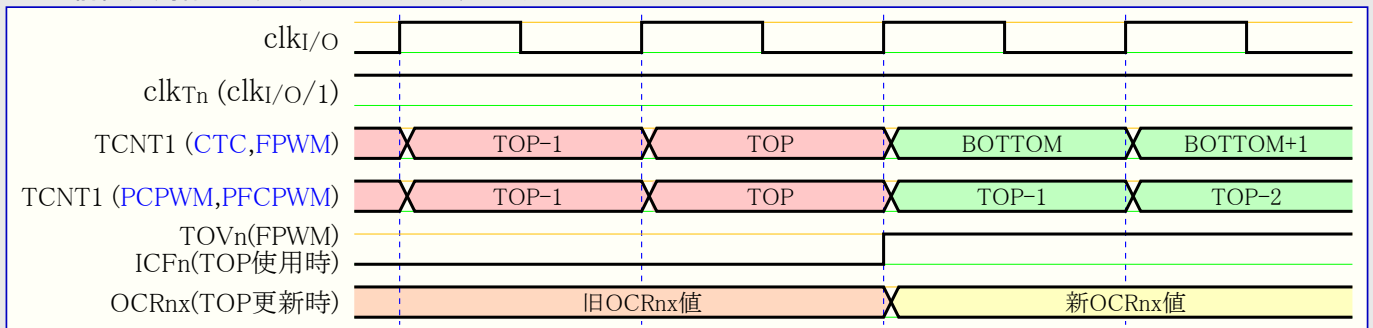 clkI/O
clkTn (clkI/O/1)
TCNT1 (CTC,FPWM) TOP-1 TOP BOTTOM BOTTOM+1
TCNT1 (PCPWM,PFCPWM) TOP-1 TOP TOP-1 TOP-2
TOVn(FPWM)
ICFn(TOP使用時)
OCRnx(TOP更新時) 旧OCRnx値 新OCRnx値